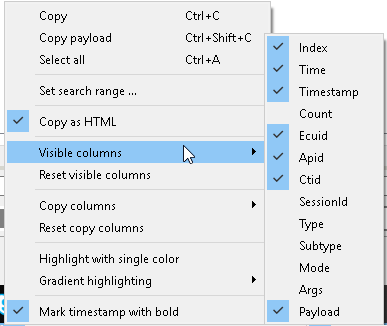 Copy Ctrl+C
Copy payload Ctrl+Shift+C
Select all Ctrl+A
Set search range ...
Copy as HTML
Visible columns
Reset visible columns
Copy columns
Reset copy columns
Highlight with single color
Gradient highlighting
Mark timestamp with bold
Index
Time
Timestamp
Count
Ecuid
Apid
Ctid
SessionId
Type
Subtype
Mode
Args
Payload